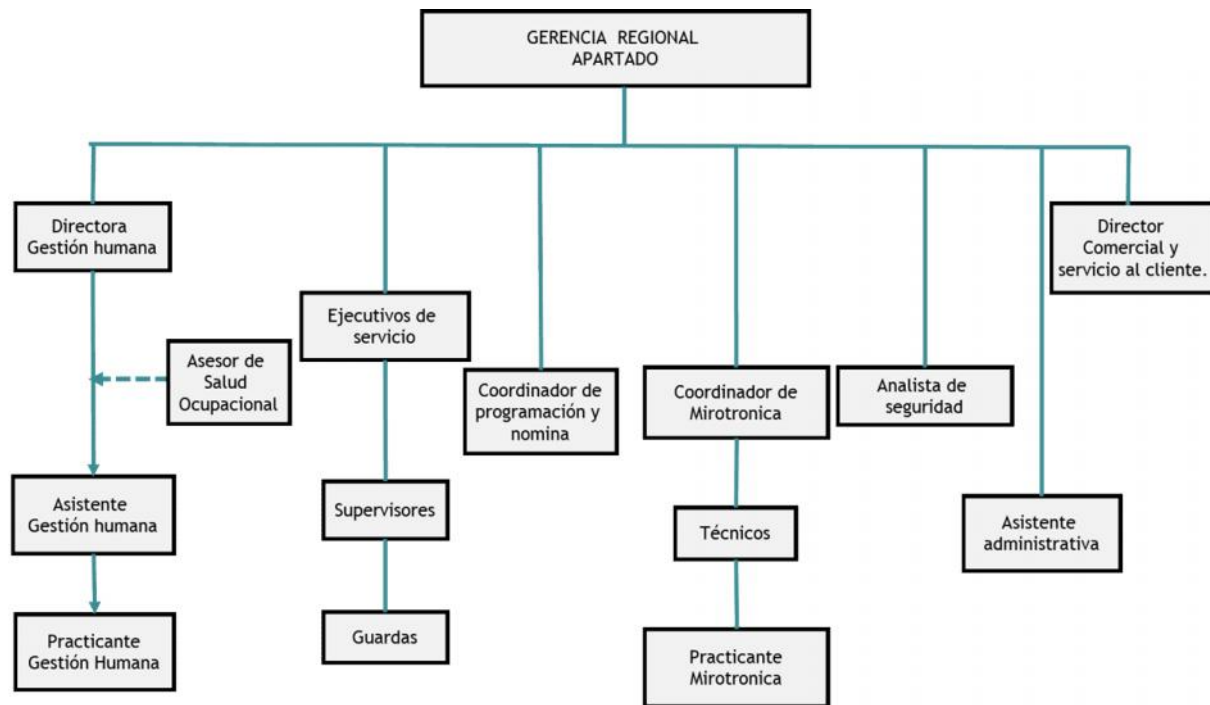 GERENCIA REGIONAL
APARTADO
Directora
Gestión humana
Director
Comercial y
servicio al cliente.
Ejecutivos de
servicio
Asesor de
Salud
Ocupacional
Coordinador de
programación y
nomina
Coordinador de
Mirotronica
Analista de
seguridad
Asistente
Gestión humana
Supervisores
Técnicos
Asistente
administrativa
Practicante
Gestión Humana
Guardas
Practicante
Mirotronica